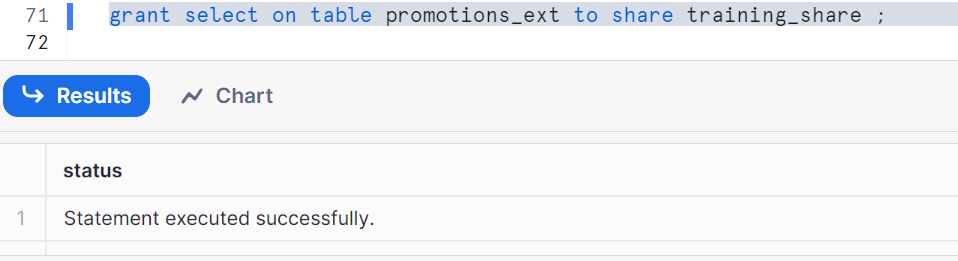 71 grant select on table promotions_ext to share training_share ;
72
Results Chart
status
1 Statement executed successfully.